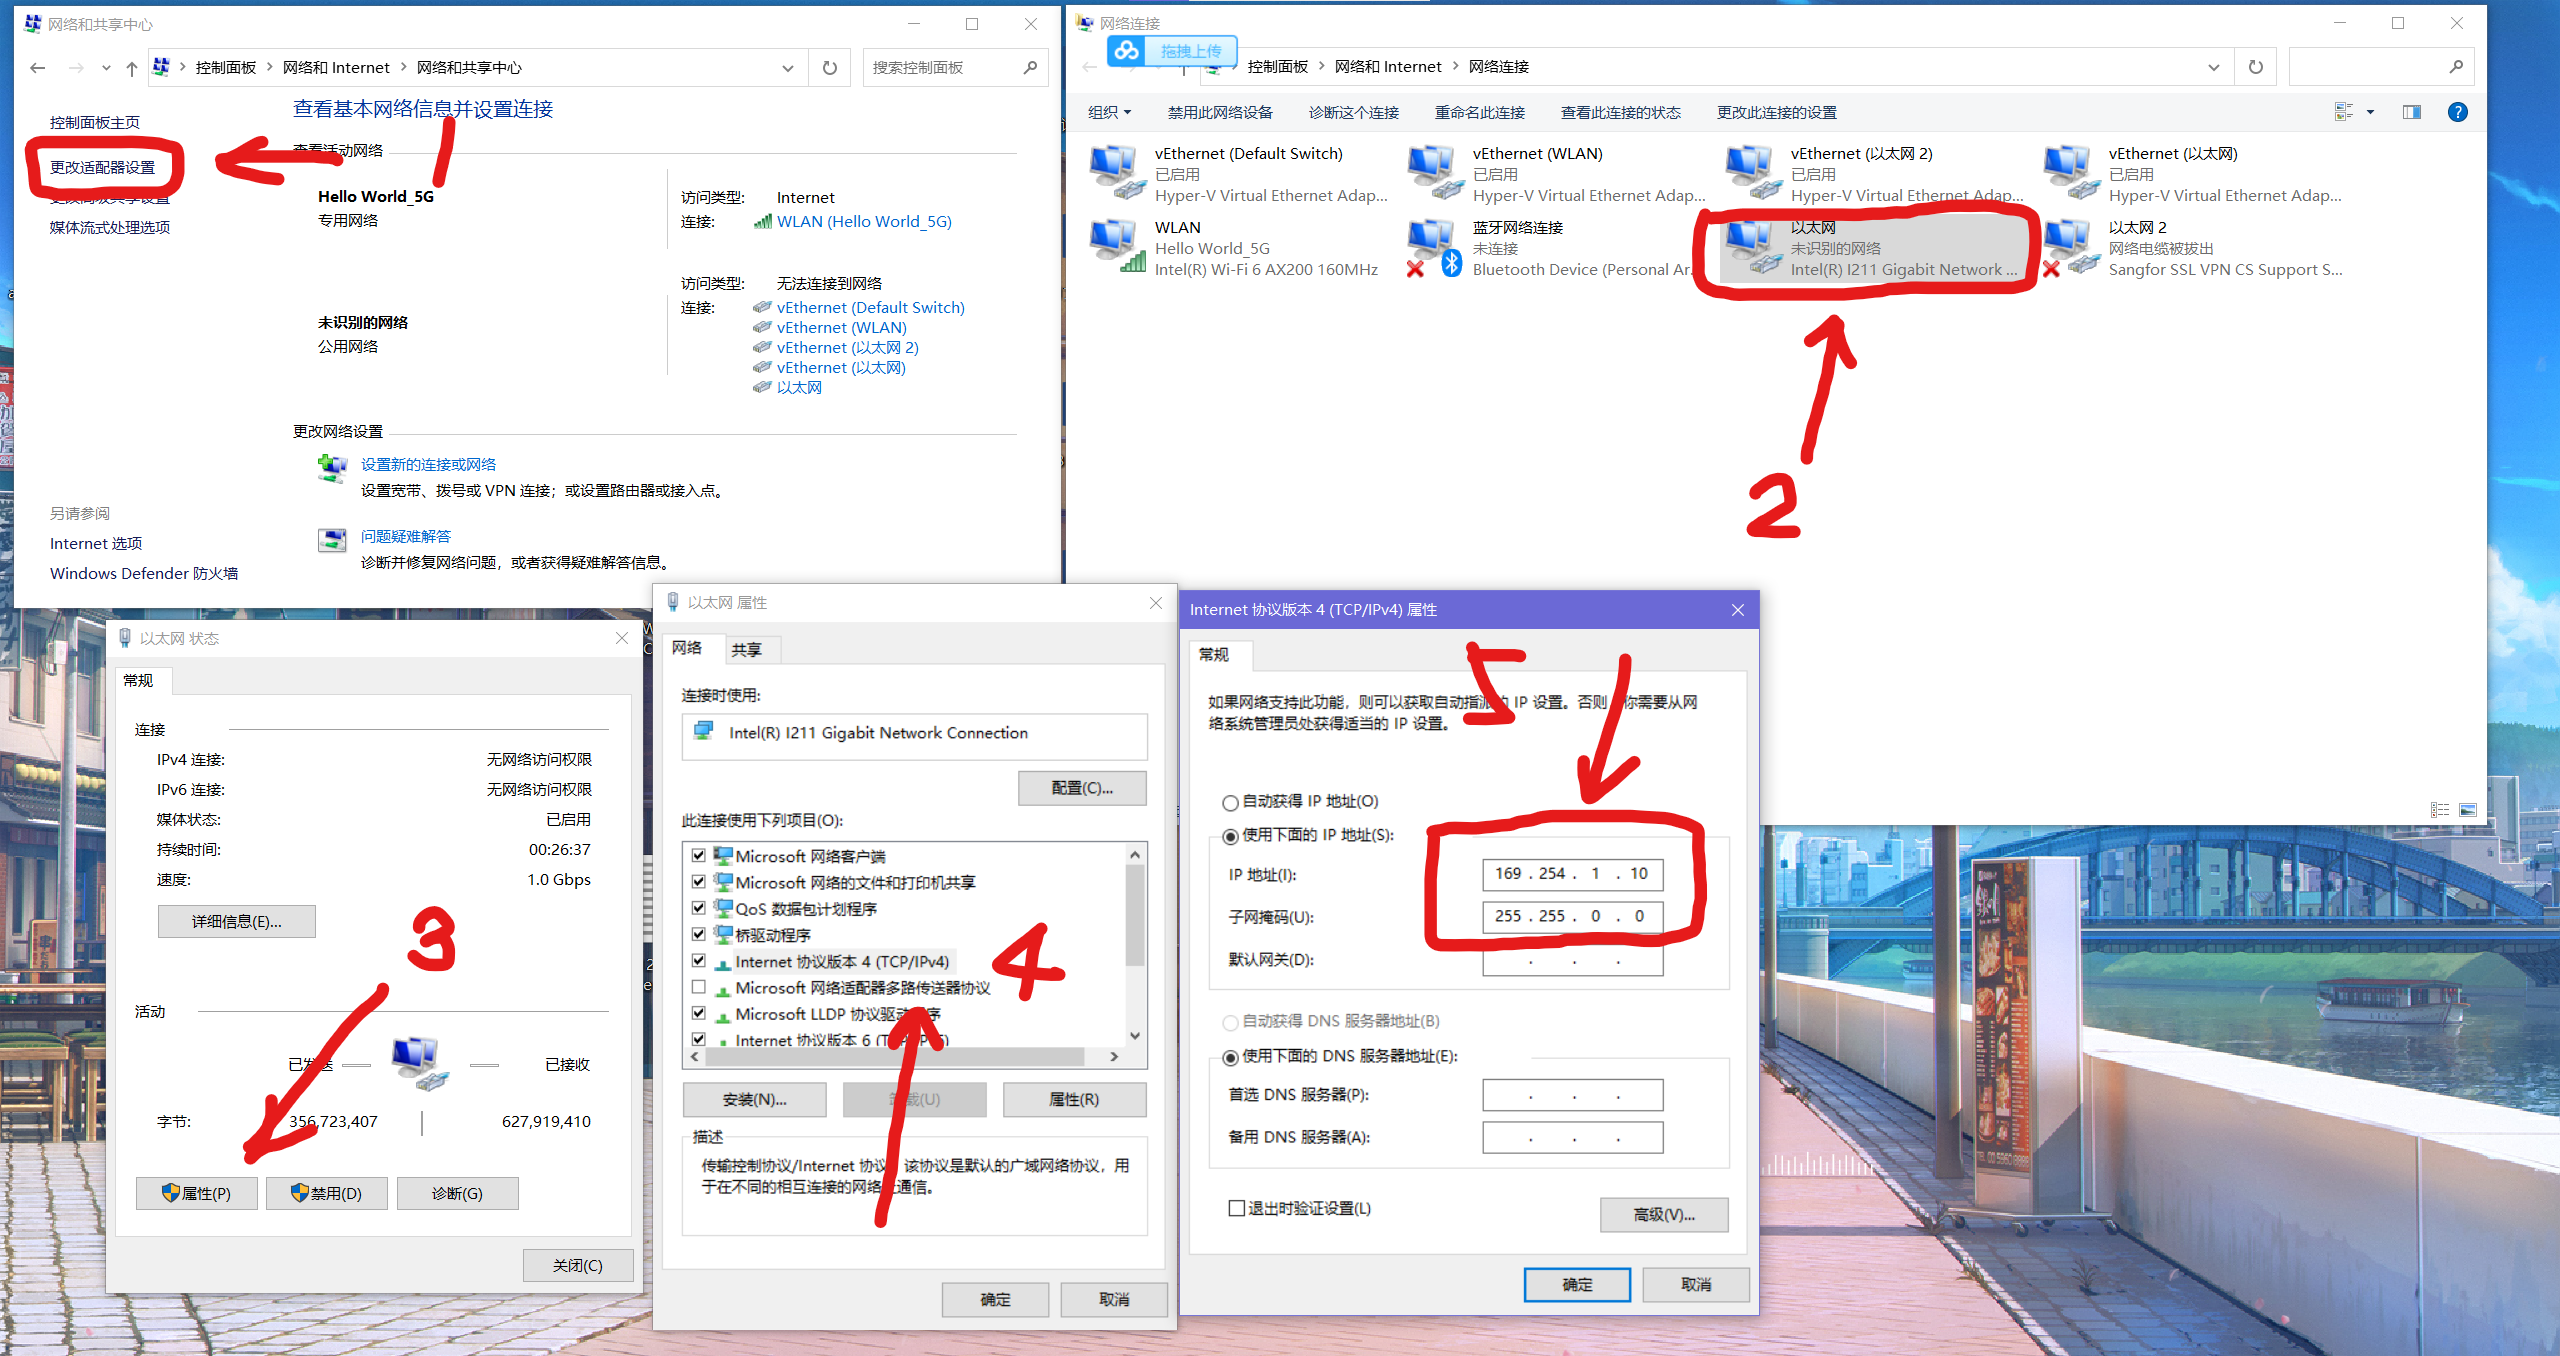 网络和共享中心
控制面板 网络和 Internet 网络和共享中心
搜索控制面板
控制面板主页
更改适配器设置
更改高级共享设置
媒体流式处理选项
查看基本网络信息并设置连接
查看活动网络
1
Hello World_5G
专用网络
访问类型: Internet
连接: WLAN (Hello World_5G)
未识别的网络
公用网络
访问类型: 无法连接到网络
连接: vEthernet (Default Switch)
vEthernet (WLAN)
vEthernet (以太网 2)
vEthernet (以太网)
以太网
更改网络设置
设置新的连接或网络
设置宽带、拨号或 VPN 连接；或设置路由器或接入点。
问题疑难解答
诊断并修复网络问题，或者获得疑难解答信息。
另请参阅
Internet 选项
Windows Defender 防火墙
网络连接
拖拽上传
控制面板 网络和 Internet 网络连接
组织 禁用此网络设备 诊断这个连接 重命名此连接 查看此连接的状态 更改此连接的设置
vEthernet (Default Switch)
已启用
Hyper-V Virtual Ethernet Adap...
vEthernet (WLAN)
已启用
Hyper-V Virtual Ethernet Adap...
vEthernet (以太网 2)
已启用
Hyper-V Virtual Ethernet Adap...
vEthernet (以太网)
已启用
Hyper-V Virtual Ethernet Adap...
WLAN
Hello World_5G
Intel(R) Wi-Fi 6 AX200 160MHz
蓝牙网络连接
未连接
Bluetooth Device (Personal Ar...
以太网
未识别的网络
Intel(R) I211 Gigabit Network ...
以太网 2
网络电缆被拔出
Sangfor SSL VPN CS Support S...
2
以太网 状态
常规
连接
IPv4 连接: 无网络访问权限
IPv6 连接: 无网络访问权限
媒体状态: 已启用
持续时间: 00:26:37
速度: 1.0 Gbps
详细信息(E)...
3
活动
已发送 已接收
字节: 356,723,407 627,919,410
属性(P) 禁用(D) 诊断(G)
关闭(C)
以太网 属性
网络 共享
连接时使用:
Intel(R) I211 Gigabit Network Connection
配置(C)...
此连接使用下列项目(O):
Microsoft 网络客户端
Microsoft 网络的文件和打印机共享
QoS 数据包计划程序
桥驱动程序
Internet 协议版本 4 (TCP/IPv4)
Microsoft 网络适配器多路传送器协议
Microsoft LLDP 协议驱动程序
Internet 协议版本 6 (TCP/IPv6)
4
安装(N)... 卸载(U) 属性(R)
描述
传输控制协议/Internet 协议。该协议是默认的广域网络协议，用
于在不同的相互连接的网络上通信。
确定 取消
Internet 协议版本 4 (TCP/IPv4) 属性
常规
5
如果网络支持此功能，则可以获取自动指派的 IP 设置。否则，你需要从网
络系统管理员处获得适当的 IP 设置。
自动获得 IP 地址(O)
使用下面的 IP 地址(S):
IP 地址(I): 169 . 254 . 1 . 10
子网掩码(U): 255 . 255 . 0 . 0
默认网关(D): . . .
自动获得 DNS 服务器地址(B)
使用下面的 DNS 服务器地址(E):
首选 DNS 服务器(P): . . .
备用 DNS 服务器(A): . . .
退出时验证设置(L)
高级(V)...
确定 取消